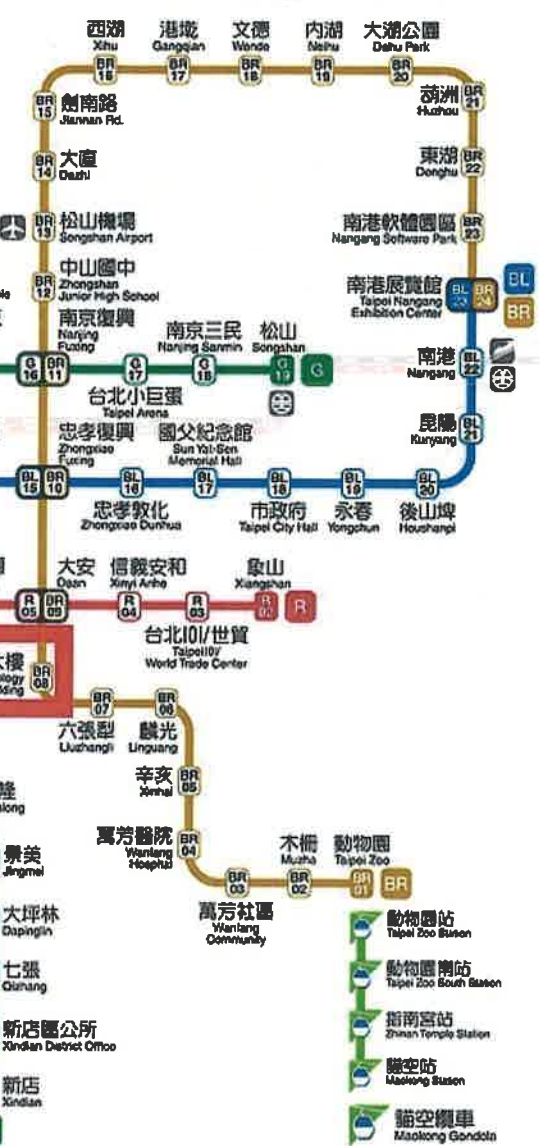 西湖
Xihu
BR
16
港墘
Gangqian
BR
17
文德
Wende
BR
18
內湖
Neihu
BR
19
大湖公園
Dahu Park
BR
20
葫洲
Huzhou
BR
21
BR
15
劍南路
Jiannan Rd.
東湖
Donghu
BR
22
BR
14
大直
Dazhi
南港軟體園區
Nangang Software Park
BR
23
BR
13
松山機場
Songshan Airport
南港展覽館
Taipei Nangang
Exhibition Center
BL
23
BR
24
BL
BR
BR
12
中山國中
Zhongshan
Junior High School
南京復興
Nanjing
Fuxing
G
16
BR
11
G
17
台北小巨蛋
Taipei Arena
南京三民
Nanjing Sanmin
G
18
松山
Songshan
G
19
G
南港
Nangang
BL
22
昆陽
Kunyang
BL
21
忠孝復興
Zhongxiao
Fuxing
BL
15
BR
10
BL
16
忠孝敦化
Zhongxiao Dunhua
國父紀念館
Sun Yat-Sen
Memorial Hall
BL
17
BL
18
市政府
Taipei City Hall
BL
19
永春
Yongchun
BL
20
後山埤
Houshanpi
大安
Daan
R
05
BR
09
信義安和
Xinyi Anhe
R
04
R
03
台北101/世貿
Taipei101/
World Trade Center
象山
Xiangshan
R
02
R
大樓
ology
ilding
BR
08
BR
07
六張犁
Liuzhangli
BR
06
麟光
Linguang
辛亥
Xinhai
BR
05
萬芳醫院
Wanfang
Hospital
BR
04
BR
03
萬芳社區
Wanfang
Community
木柵
Muzha
BR
02
動物園
Taipei Zoo
BR
01
BR
隆
long
景美
Jingmei
大坪林
Dapinglin
七張
Qizhang
新店區公所
Xindian District Office
新店
Xindian
動物園站
Taipei Zoo Station
動物園南站
Taipei Zoo South Station
指南宮站
Zhinan Temple Station
貓空站
Maokong Station
貓空纜車
Maokong Gondola